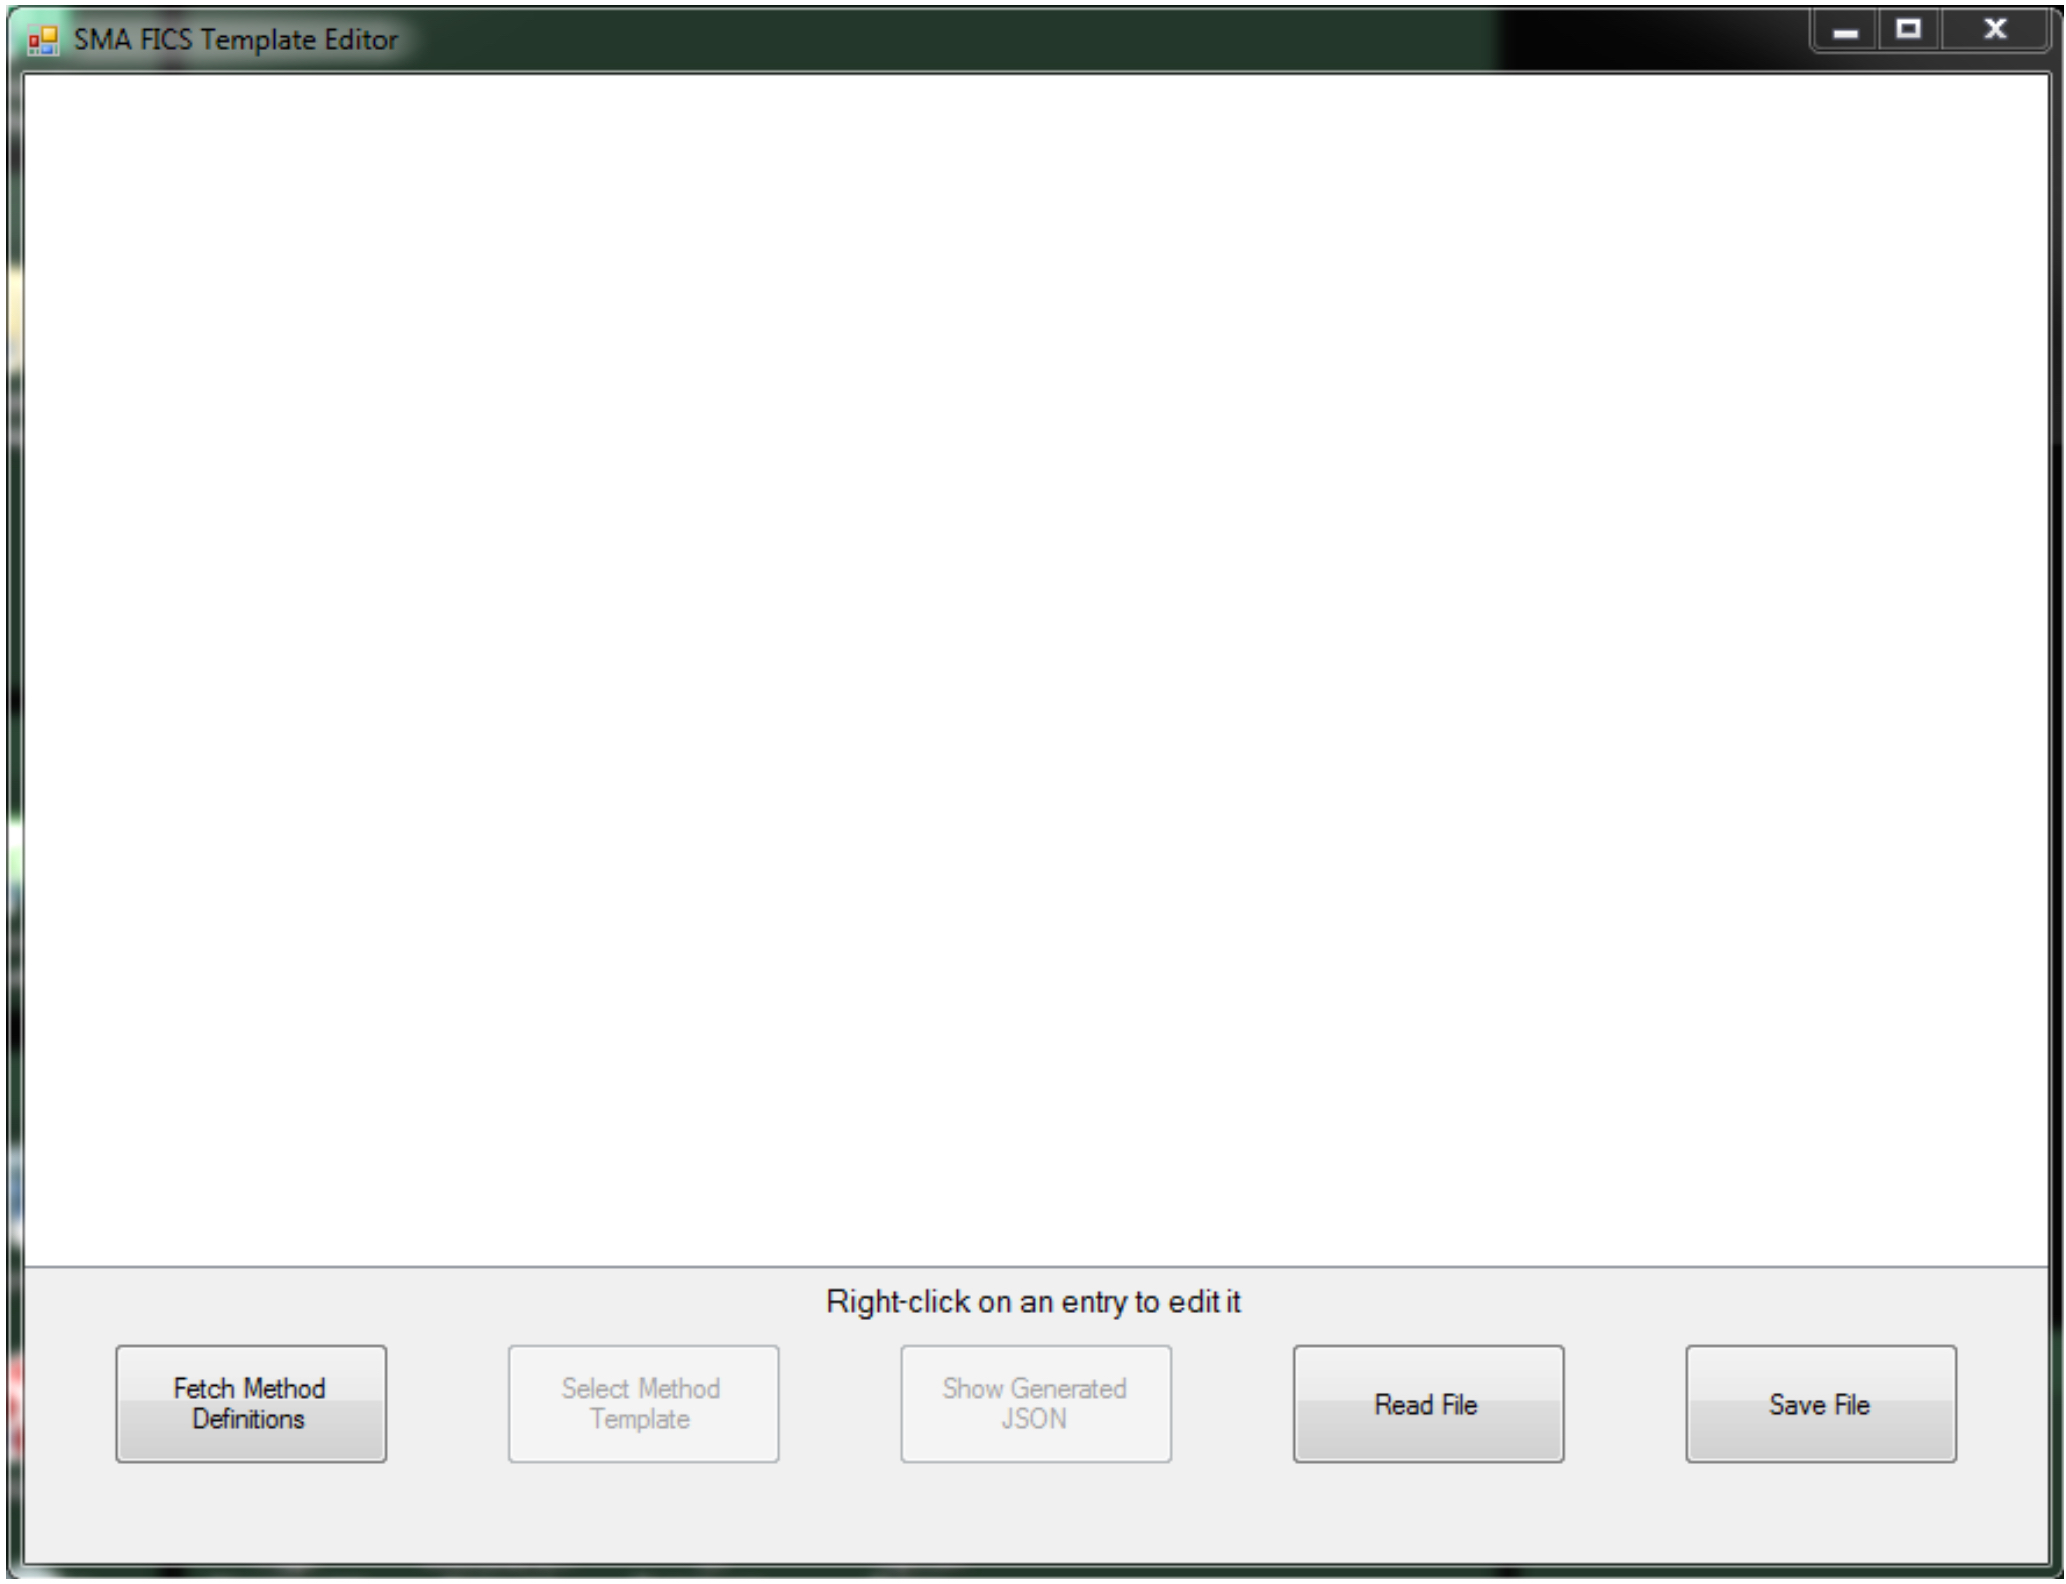 SMA FICS Template Editor
Right-click on an entry to edit it
Fetch Method
Definitions
Select Method
Template
Show Generated
JSON
Read File
Save File